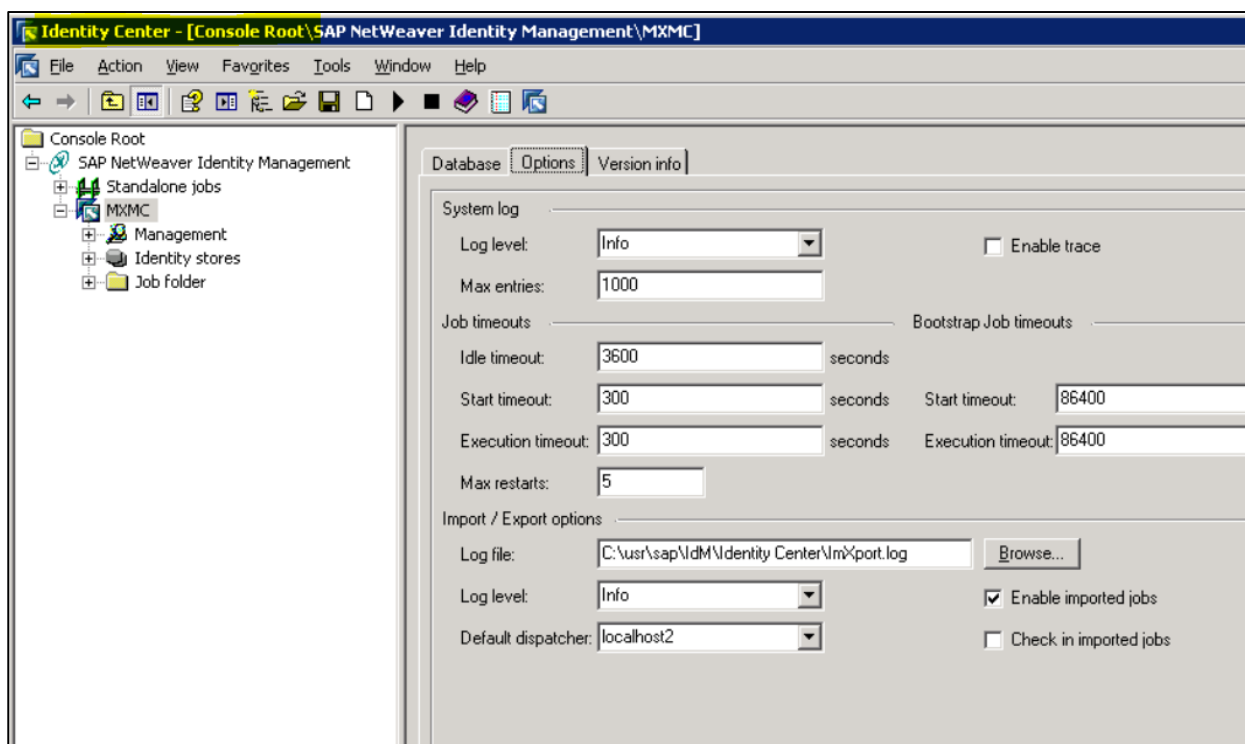 Identity Center - [Console Root\SAP NetWeaver Identity Management\MXMC]
File Action View Favorites Tools Window Help
Console Root
SAP NetWeaver Identity Management
Standalone jobs
MXMC
Management
Identity stores
Job folder
Database Options Version info
System log
Log level: Info Enable trace
Max entries: 1000
Job timeouts Bootstrap Job timeouts
Idle timeout: 3600 seconds
Start timeout: 300 seconds Start timeout: 86400
Execution timeout: 300 seconds Execution timeout: 86400
Max restarts: 5
Import / Export options
Log file: C:\usr\sap\IdM\Identity Center\ImXport.log Browse...
Log level: Info Enable imported jobs
Default dispatcher: localhost2 Check in imported jobs